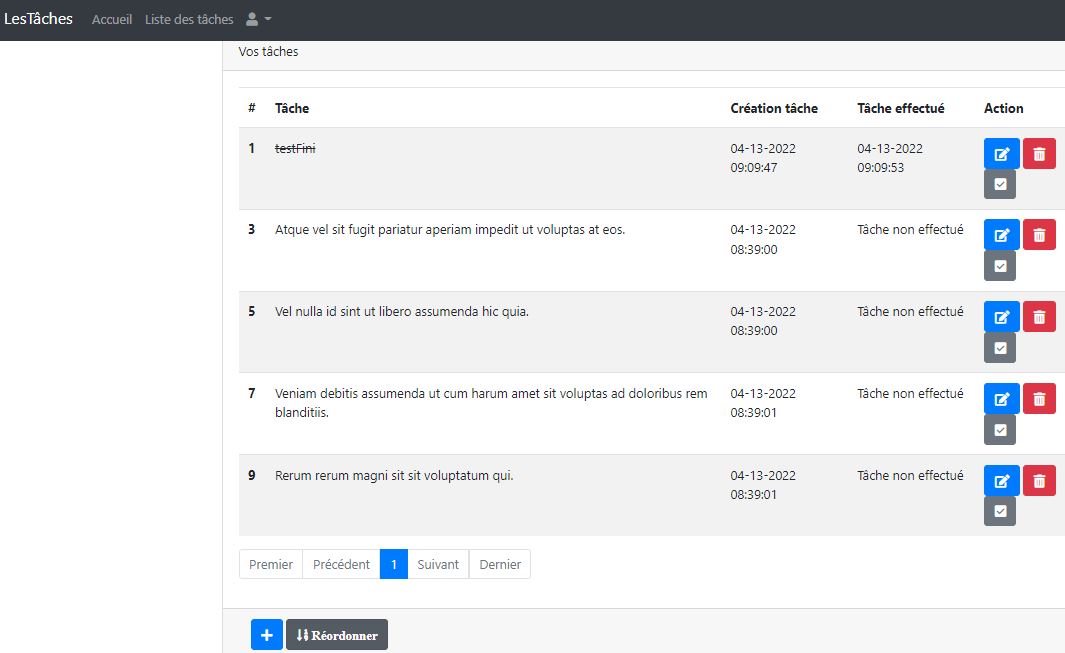 LesTâches Accueil Liste des tâches
Vos tâches
# Tâche Création tâche Tâche effectué Action
1 testFini 04-13-2022 04-13-2022
09:09:47 09:09:53
3 Atque vel sit fugit pariatur aperiam impedit ut voluptas at eos. 04-13-2022 Tâche non effectué
08:39:00
5 Vel nulla id sint ut libero assumenda hic quia. 04-13-2022 Tâche non effectué
08:39:00
7 Veniam debitis assumenda ut cum harum amet sit voluptas ad doloribus rem 04-13-2022 Tâche non effectué
blanditiis. 08:39:01
9 Rerum rerum magni sit sit voluptatum qui. 04-13-2022 Tâche non effectué
08:39:01
Premier Précédent 1 Suivant Dernier
+ Réordonner